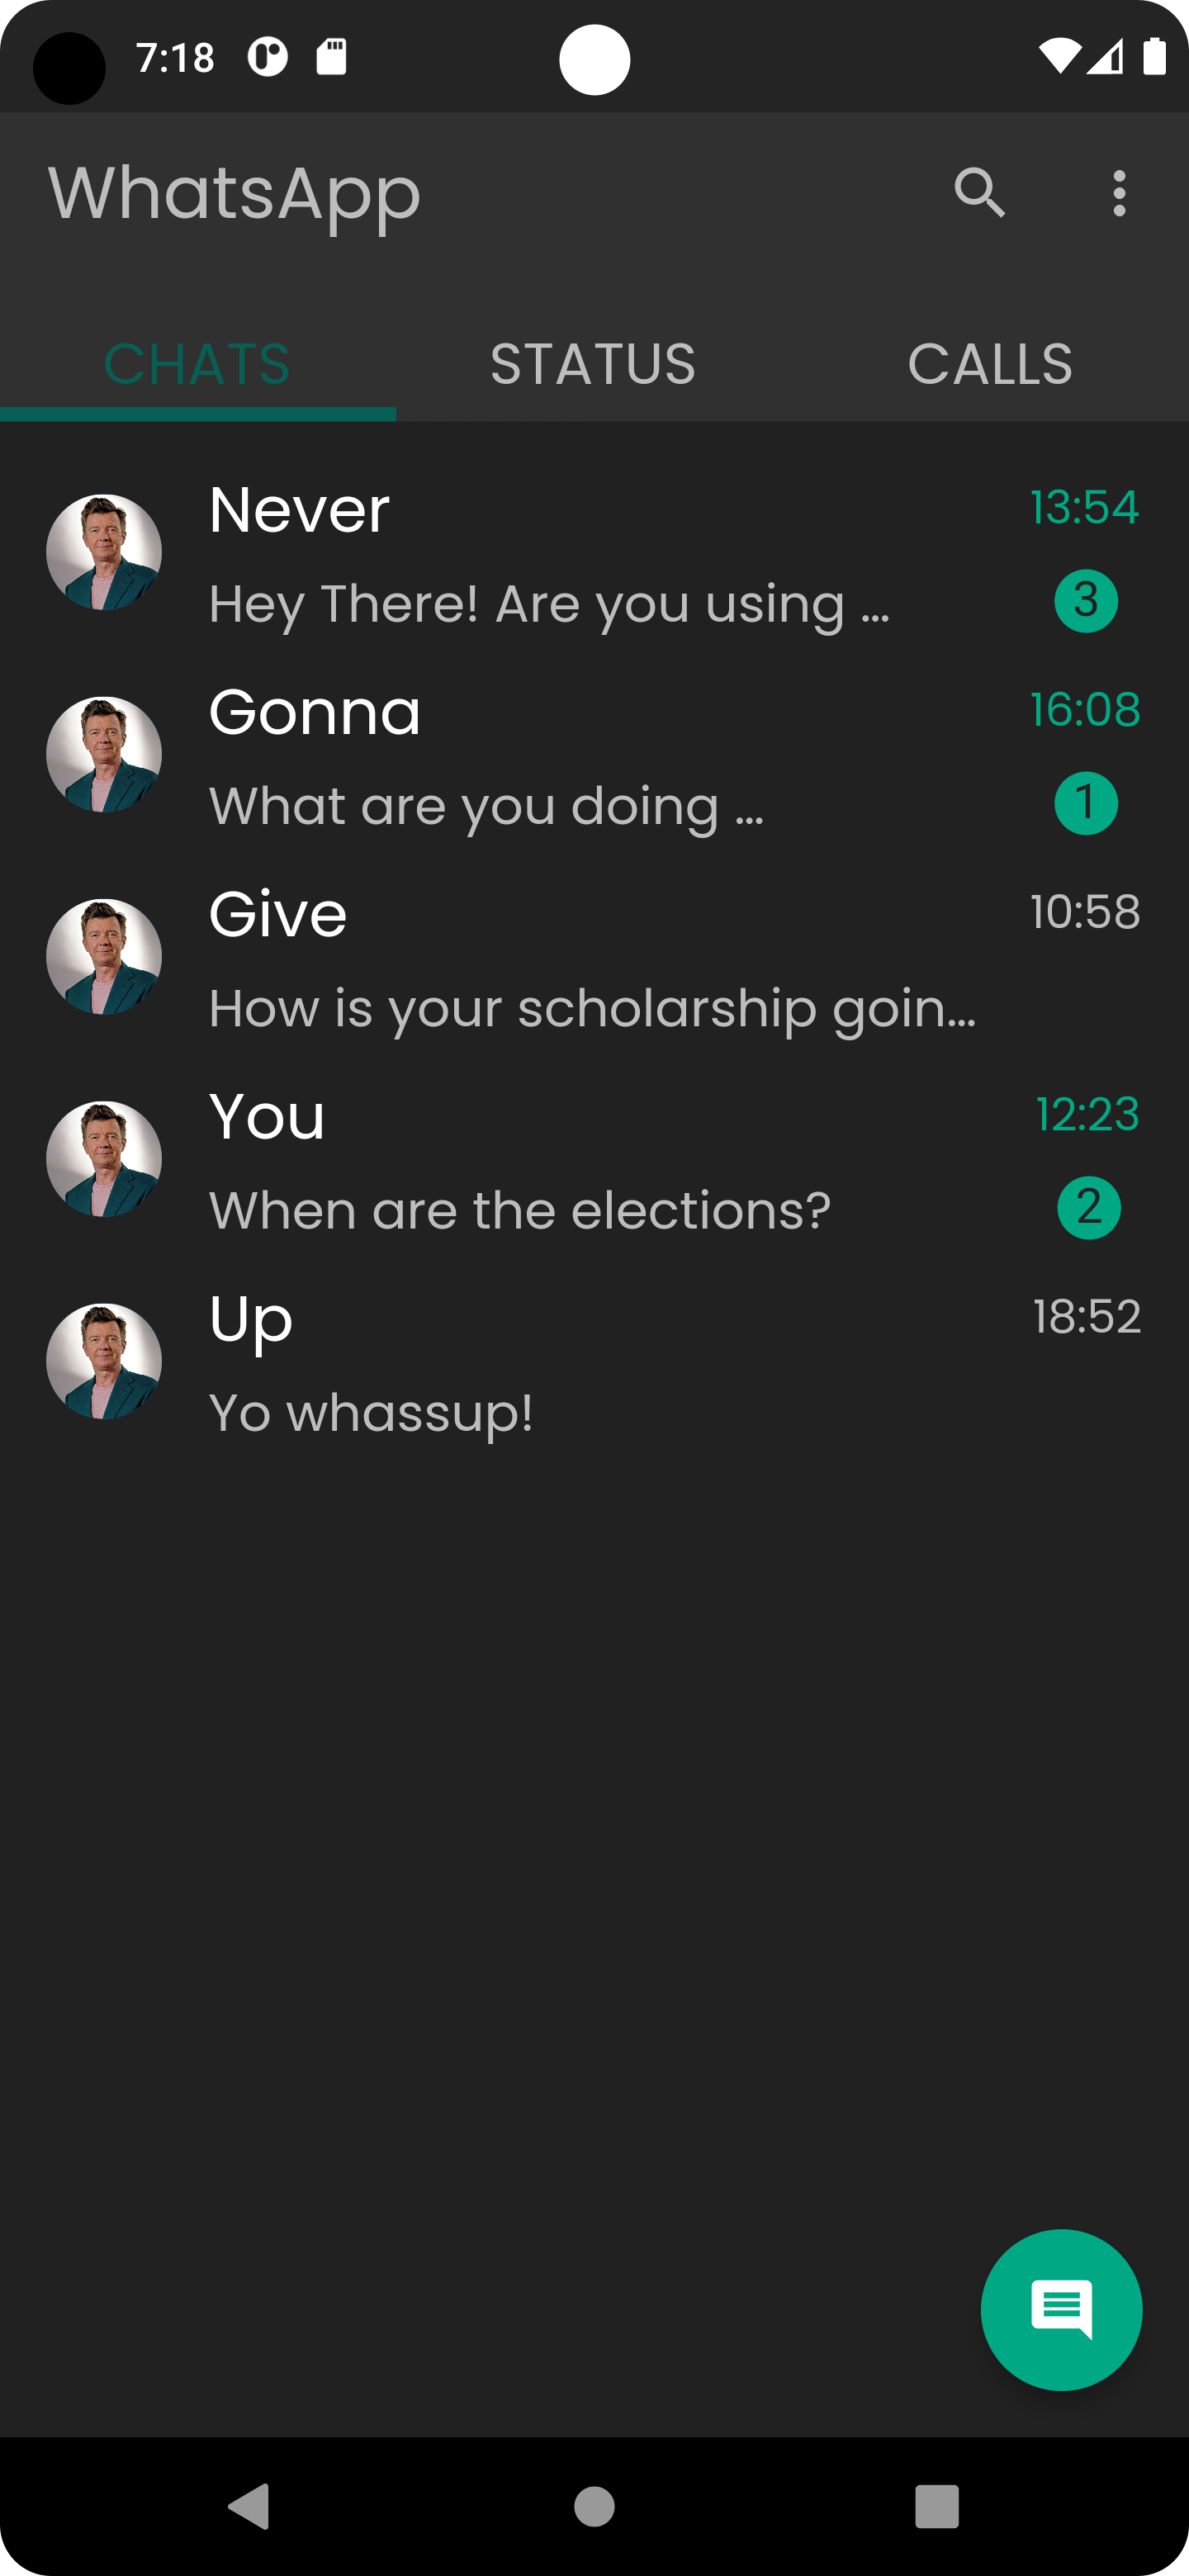 7:18
WhatsApp
CHATS STATUS CALLS
Never 13:54
Hey There! Are you using ... 3
Gonna 16:08
What are you doing ... 1
Give 10:58
How is your scholarship goin...
You 12:23
When are the elections? 2
Up 18:52
Yo whassup!